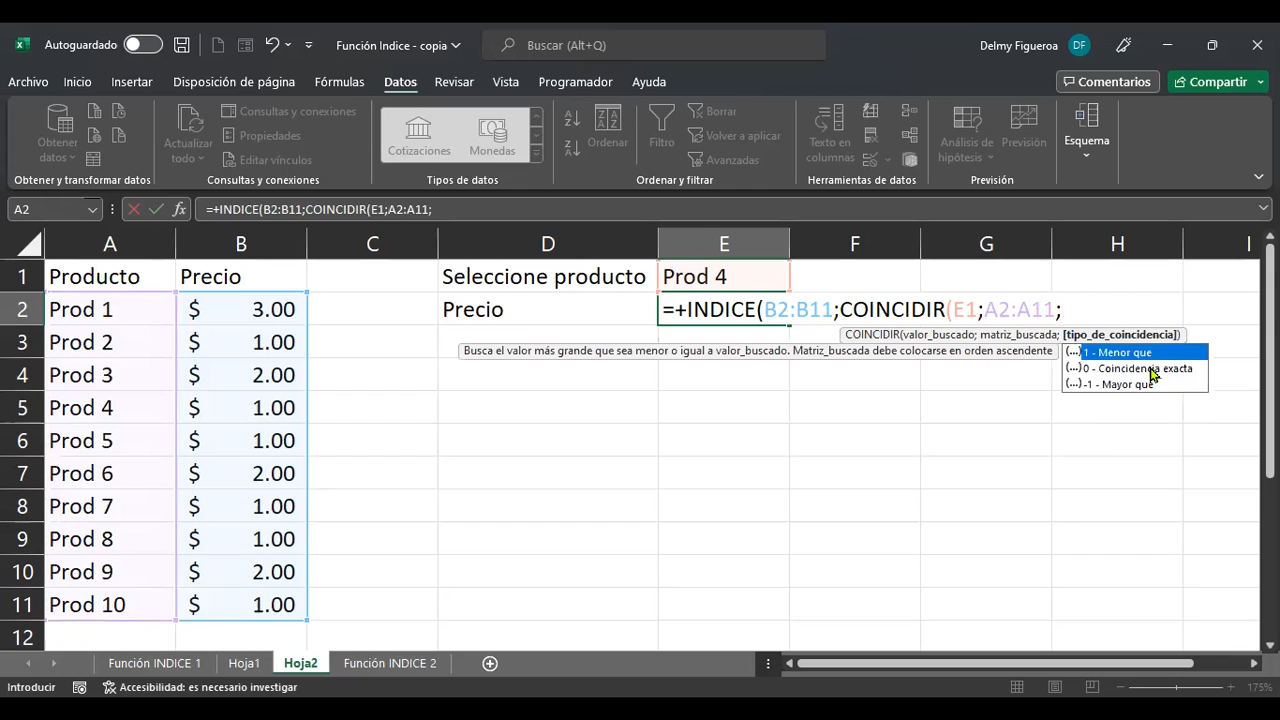 Autoguardado
Función Indice - copia
Buscar (Alt+Q)
Delmy Figueroa
DF
Archivo Inicio Insertar Disposición de página Fórmulas Datos Revisar Vista Programador Ayuda
Comentarios
Compartir
Obtener datos
Actualizar todo
Consultas y conexiones
Propiedades
Editar vínculos
Cotizaciones
Monedas
Ordenar
Filtro
Borrar
Volver a aplicar
Avanzadas
Texto en columnas
Análisis de hipótesis
Previsión
Esquema
Obtener y transformar datos
Consultas y conexiones
Tipos de datos
Ordenar y filtrar
Herramientas de datos
Previsión
A2
fx
=+INDICE(B2:B11;COINCIDIR(E1;A2:A11;
A B C D E F G H I
1 Producto Precio Seleccione producto Prod 4
2 Prod 1 $ 3.00 Precio =+INDICE(B2:B11;COINCIDIR(E1;A2:A11;
COINCIDIR(valor_buscado; matriz_buscada; [tipo_de_coincidencia])
Busca el valor más grande que sea menor o igual a valor_buscado. Matriz_buscada debe colocarse en orden ascendente
(...) 1 - Menor que
(...) 0 - Coincidencia exacta
(...) -1 - Mayor que
3 Prod 2 $ 1.00
4 Prod 3 $ 2.00
5 Prod 4 $ 1.00
6 Prod 5 $ 1.00
7 Prod 6 $ 2.00
8 Prod 7 $ 1.00
9 Prod 8 $ 1.00
10 Prod 9 $ 2.00
11 Prod 10 $ 1.00
12
Función INDICE 1 Hoja1 Hoja2 Función INDICE 2
Introducir
Accesibilidad: es necesario investigar
175%